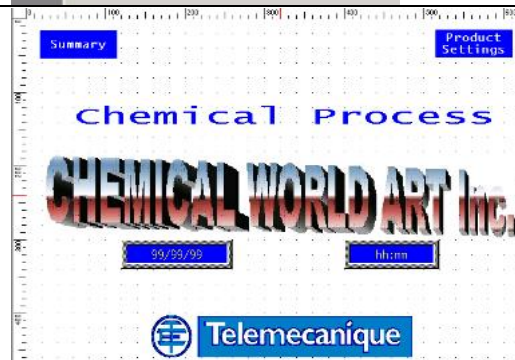 Summary
Product
Settings
Chemical Process
CHEMICAL WORLD ART Inc.
99/99/99
hh:mm
Telemecanique